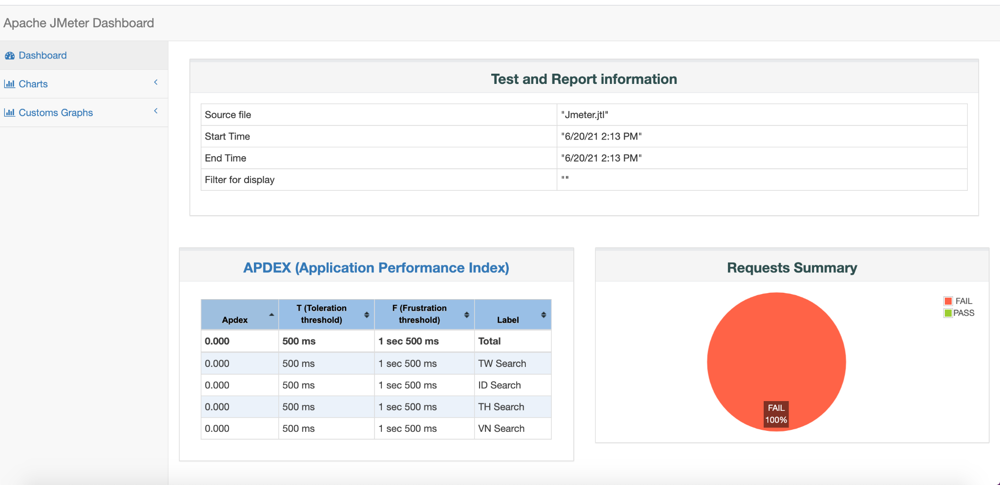 Apache JMeter Dashboard
Dashboard
Charts
Customs Graphs
Test and Report information
Source file "Jmeter.jtl"
Start Time "6/20/21 2:13 PM"
End Time "6/20/21 2:13 PM"
Filter for display ""
APDEX (Application Performance Index)
Apdex T (Toleration threshold) F (Frustration threshold) Label
0.000 500 ms 1 sec 500 ms Total
0.000 500 ms 1 sec 500 ms TW Search
0.000 500 ms 1 sec 500 ms ID Search
0.000 500 ms 1 sec 500 ms TH Search
0.000 500 ms 1 sec 500 ms VN Search
Requests Summary
FAIL
PASS
FAIL
100%